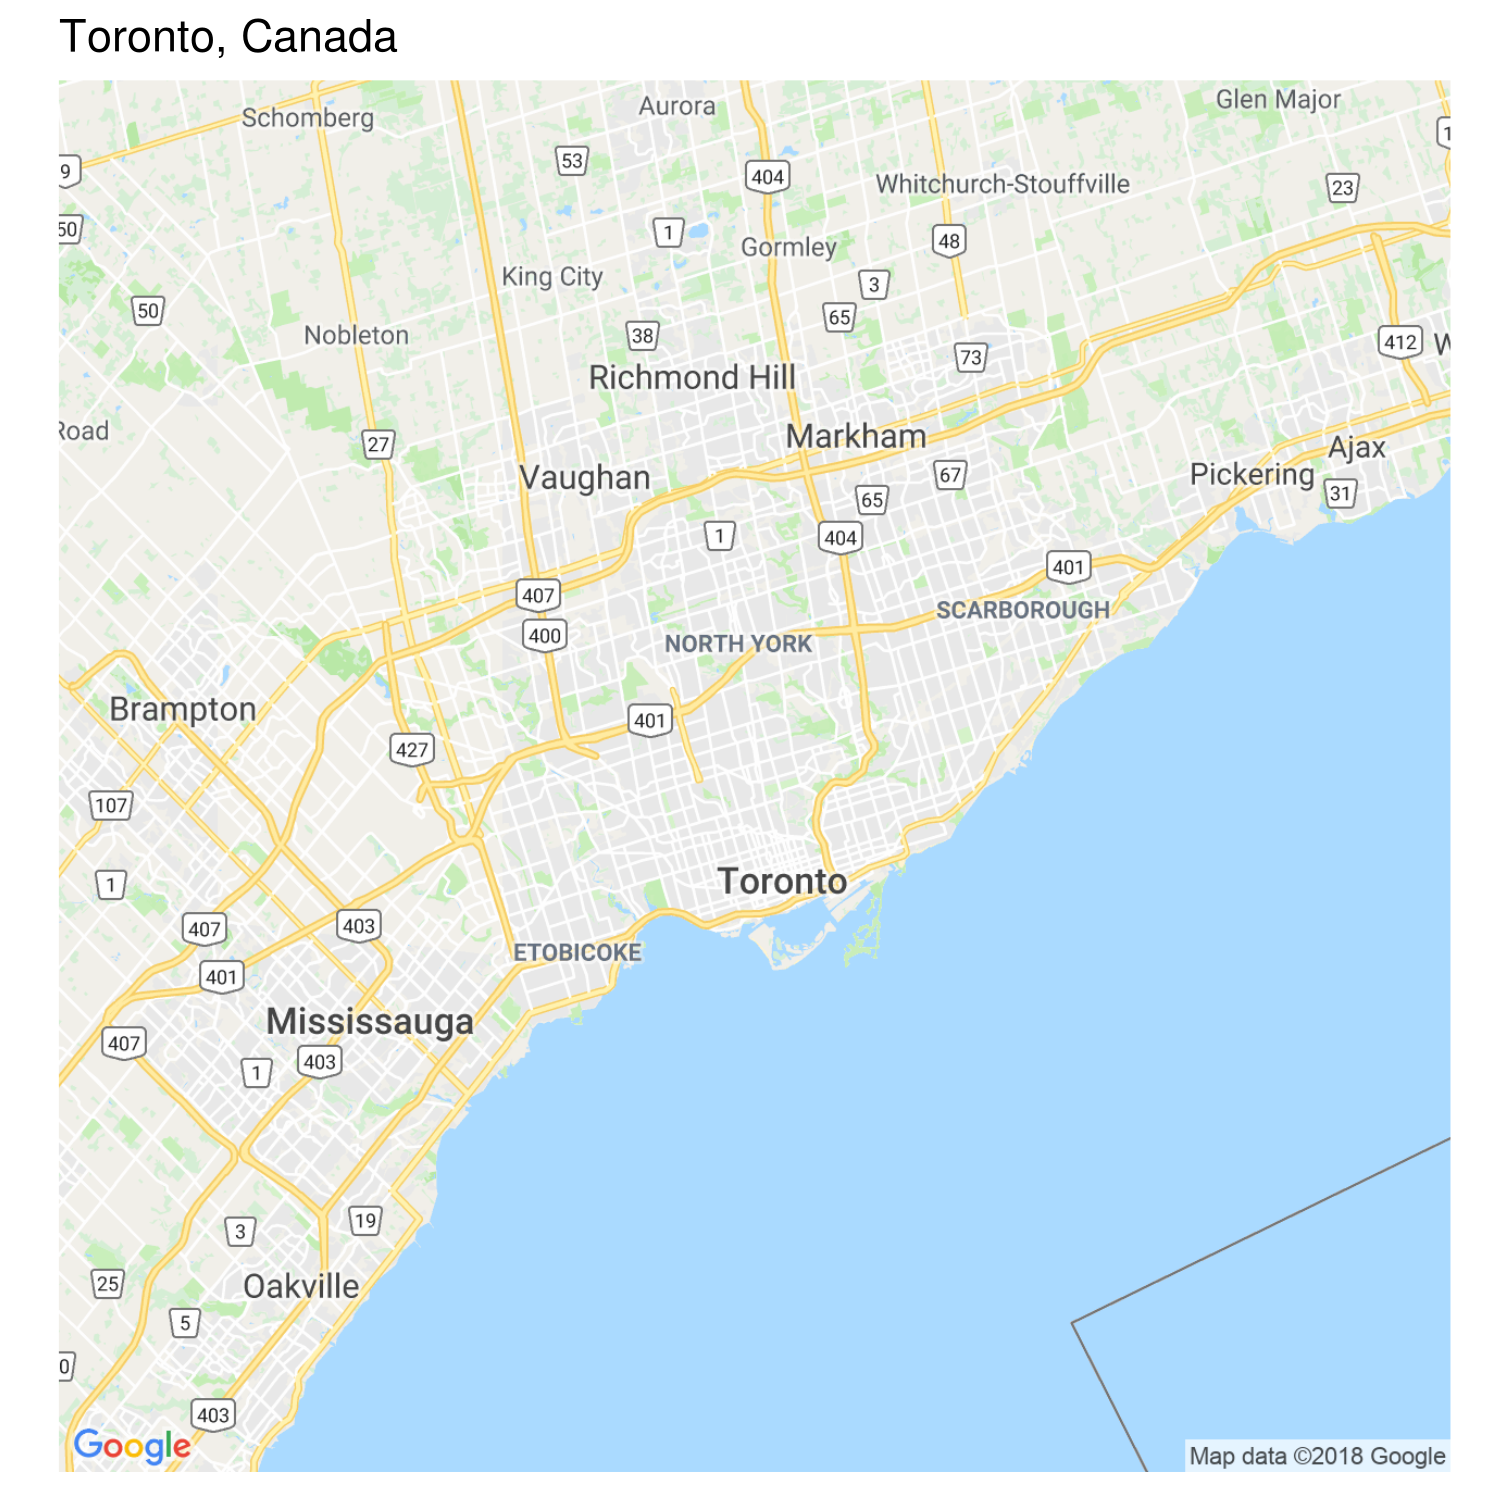 Toronto, Canada
Schomberg
Aurora
Glen Major
1
9
53
404
Whitchurch-Stouffville
23
50
1
Gormley
48
King City
3
50
Nobleton
38
65
73
412
W
Richmond Hill
Road
27
Markham
Ajax
Vaughan
67
Pickering
31
65
1
404
401
407
400
SCARBOROUGH
NORTH YORK
Brampton
401
427
107
1
Toronto
407
403
ETOBICOKE
401
Mississauga
407
1
403
3
19
25
Oakville
5
0
403
Google
Map data ©2018 Google